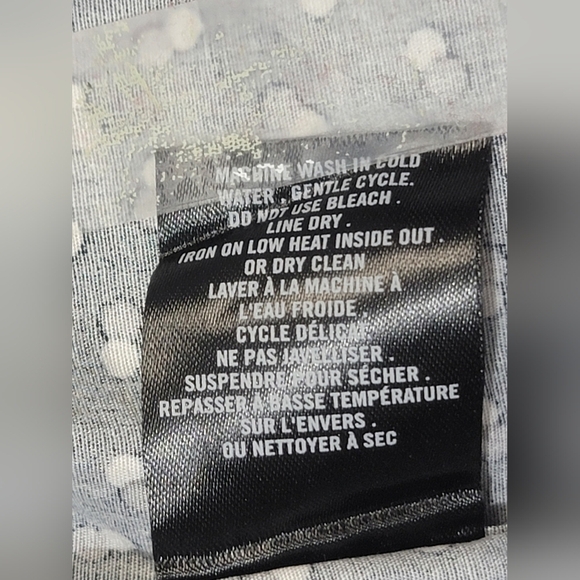 MACHINE WASH IN COLD
WATER . GENTLE CYCLE.
DO NOT USE BLEACH .
LINE DRY .
IRON ON LOW HEAT INSIDE OUT .
OR DRY CLEAN
LAVER À LA MACHINE À
L'EAU FROIDE.
CYCLE DÉLICAT
NE PAS JAVELLISER .
SUSPENDRE POUR SÉCHER .
REPASSER À BASSE TEMPÉRATURE
SUR L'ENVERS .
OU NETTOYER À SEC